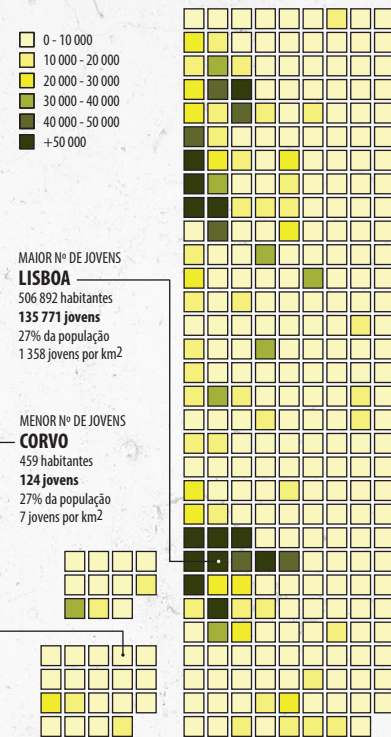 0 - 10 000
10 000 - 20 000
20 000 - 30 000
30 000 - 40 000
40 000 - 50 000
+50 000
MAIOR Nº DE JOVENS
LISBOA
506 892 habitantes
135 771 jovens
27% da população
1 358 jovens por km2
MENOR Nº DE JOVENS
CORVO
459 habitantes
124 jovens
27% da população
7 jovens por km2